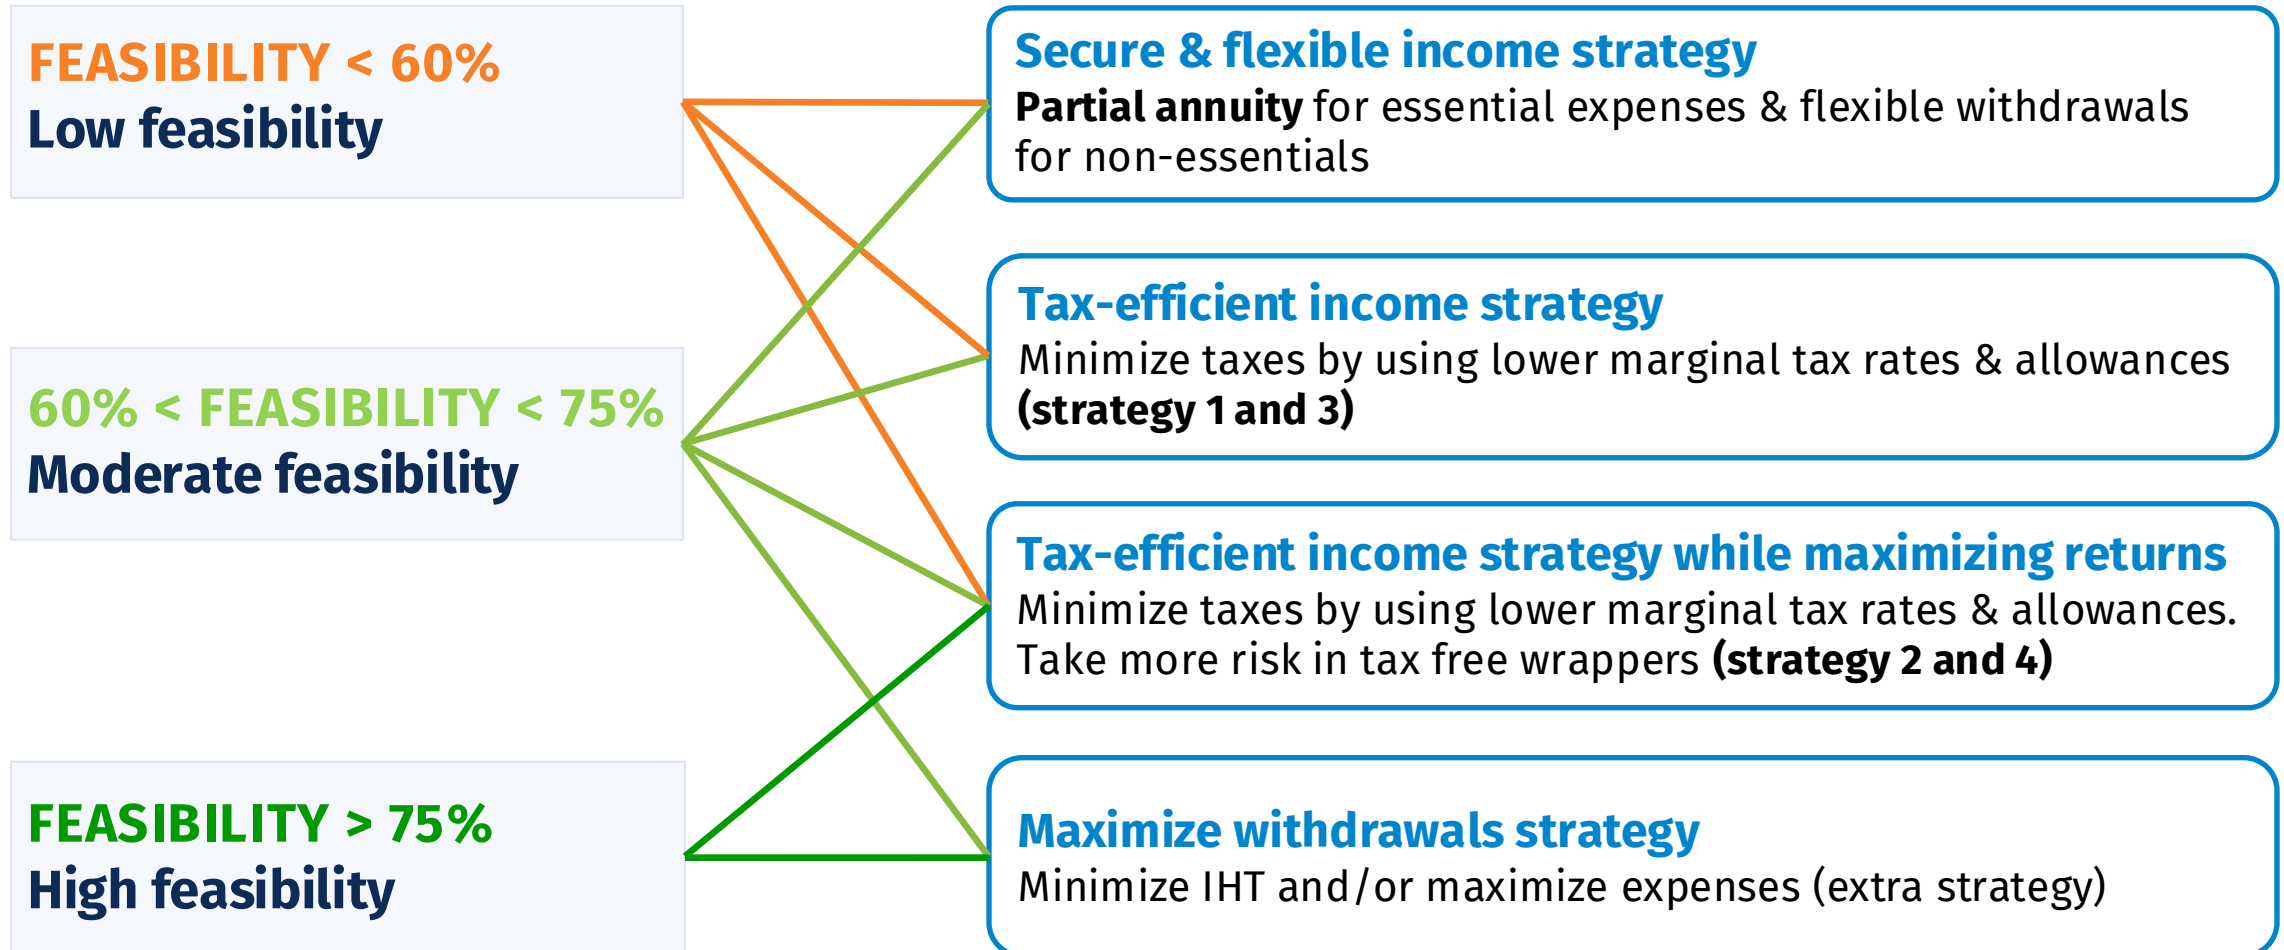 FEASIBILITY < 60%
Low feasibility
60% < FEASIBILITY < 75%
Moderate feasibility
FEASIBILITY > 75%
High feasibility
Secure & flexible income strategy
Partial annuity for essential expenses & flexible withdrawals
for non-essentials
Tax-efficient income strategy
Minimize taxes by using lower marginal tax rates & allowances
(strategy 1 and 3)
Tax-efficient income strategy while maximizing returns
Minimize taxes by using lower marginal tax rates & allowances.
Take more risk in tax free wrappers (strategy 2 and 4)
Maximize withdrawals strategy
Minimize IHT and/or maximize expenses (extra strategy)